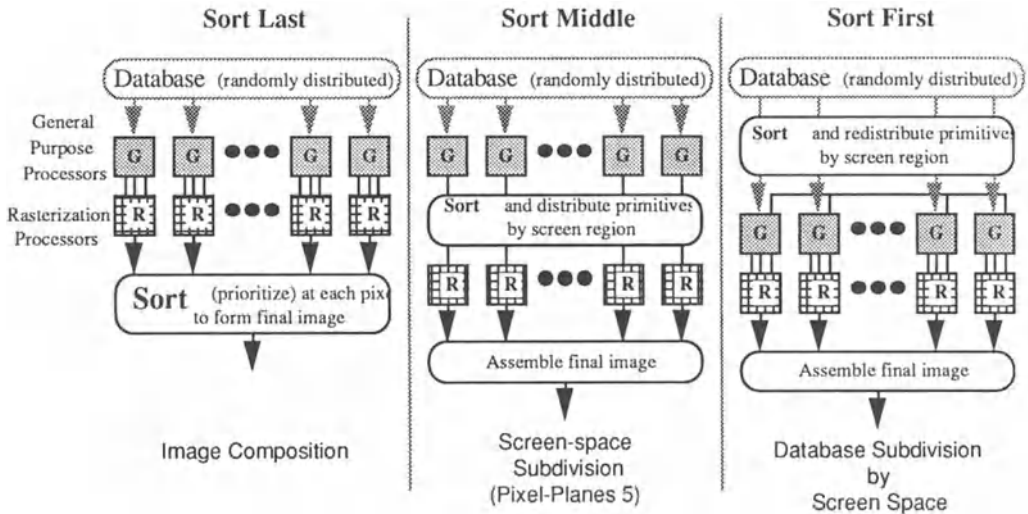 Sort Last
Database (randomly distributed)
General
Purpose
Processors
G G G G
Rasterization
Processors
R R R R
Sort (prioritize) at each pix
to form final image
Image Composition
Sort Middle
Database (randomly distributed)
G G G G
Sort and distribute primitives
by screen region
R R R R
Assemble final image
Screen-space
Subdivision
(Pixel-Planes 5)
Sort First
Database (randomly distributed)
Sort and redistribute primitives
by screen region
G G G G
R R R R
Assemble final image
Database Subdivision
by
Screen Space